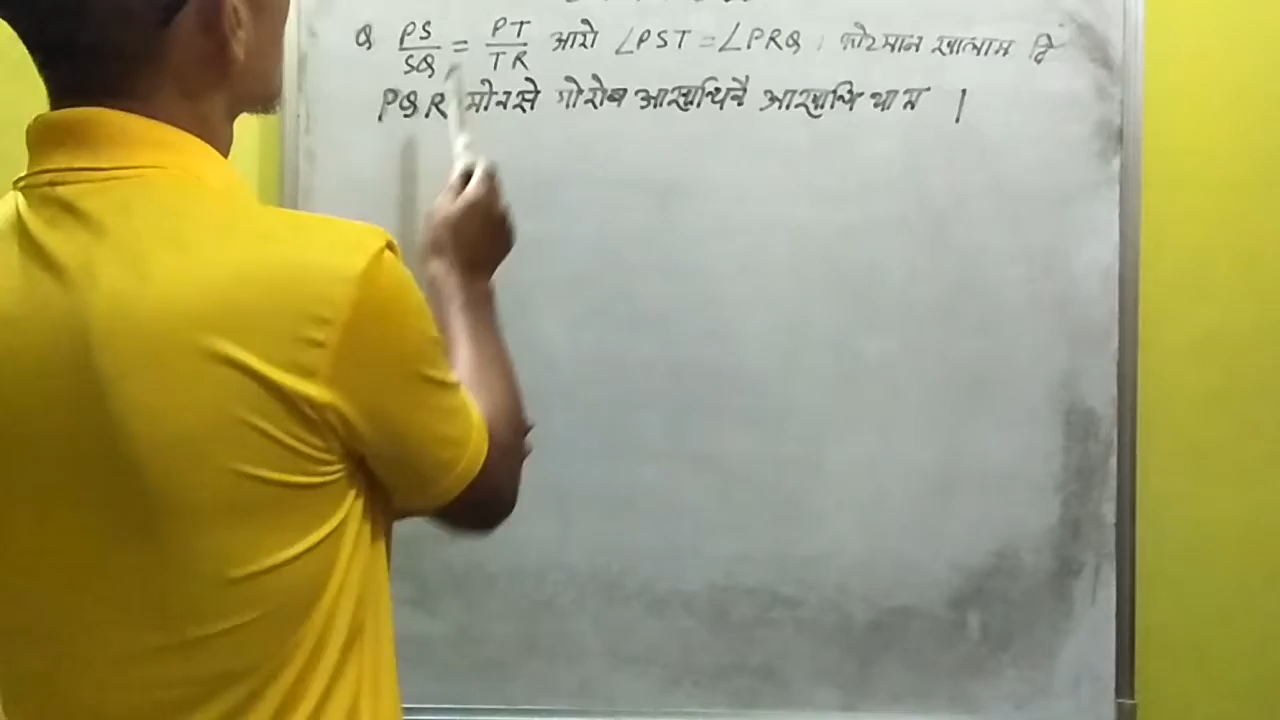 Q PS/SQ = PT/TR आरो ∠PST = ∠PRQ, फोरमान खालाम दि
PQR मोनसे गोरोब आखान्थिनै आखान्थि थाम ।